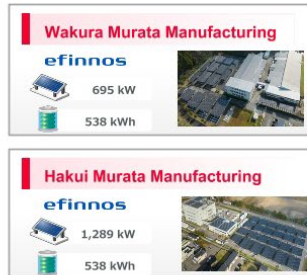 Wakura Murata Manufacturing
efinnos
695 kW
538 kWh
Hakui Murata Manufacturing
efinnos
1,289 kW
538 kWh